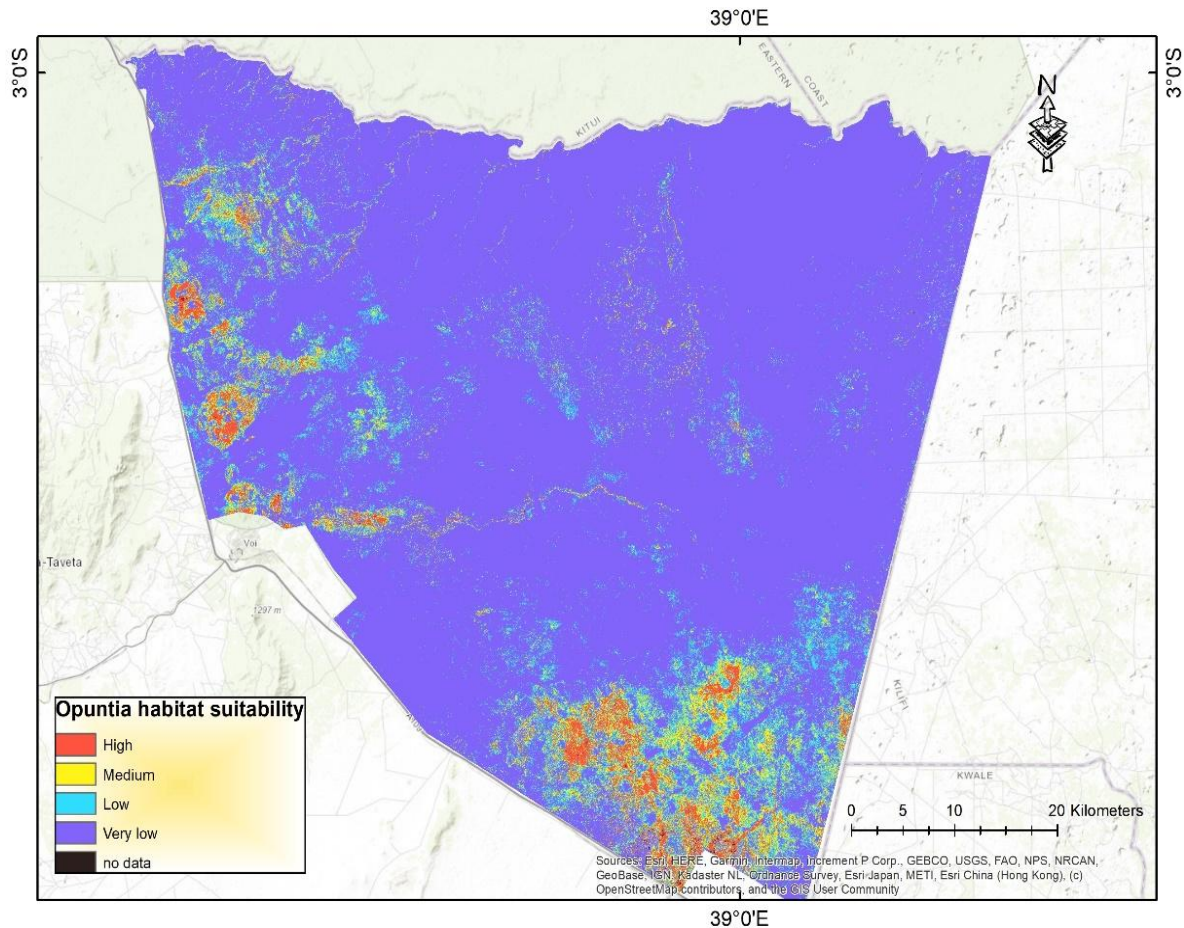 39°0'E
3°0'S
3°0'S
EASTERN
COAST
N
KITUI
Voi
a-Taveta
1297 m
KILIFI
KWALE
Opuntia habitat suitability
High
Medium
Low
Very low
no data
0 5 10 20 Kilometers
Sources: Esri, HERE, Garmin, Intermap, increment P Corp., GEBCO, USGS, FAO, NPS, NRCAN,
GeoBase, IGN, Kadaster NL, Ordnance Survey, Esri Japan, METI, Esri China (Hong Kong), (c)
OpenStreetMap contributors, and the GIS User Community
39°0'E